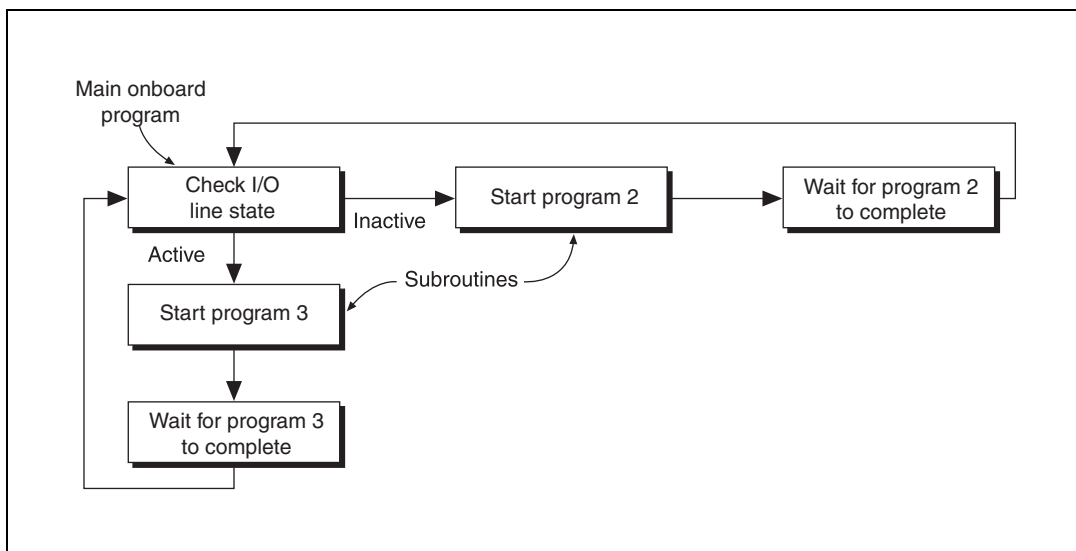 Main onboard
program
Check I/O
line state
Inactive
Start program 2
Wait for program 2
to complete
Active
Subroutines
Start program 3
Wait for program 3
to complete